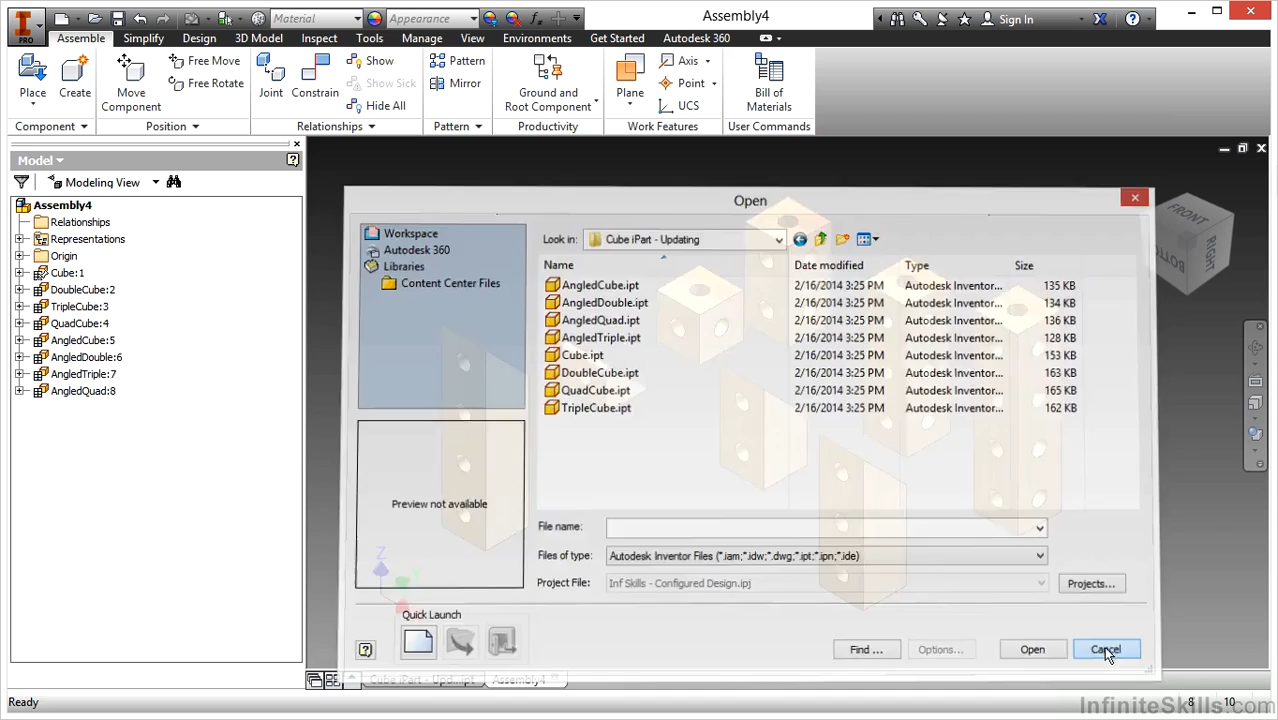 Material
Appearance
Assembly4
Sign In
PRO
Assemble
Simplify
Design
3D Model
Inspect
Tools
Manage
View
Environments
Get Started
Autodesk 360
Place
Create
Move
Component
Free Move
Free Rotate
Joint
Constrain
Show
Show Sick
Hide All
Pattern
Mirror
Ground and
Root Component
Plane
Axis
Point
UCS
Bill of
Materials
Component
Position
Relationships
Pattern
Productivity
Work Features
User Commands
Model
Modeling View
Assembly4
Relationships
Representations
Origin
Cube:1
DoubleCube:2
TripleCube:3
QuadCube:4
AngledCube:5
AngledDouble:6
AngledTriple:7
AngledQuad:8
Open
Workspace
Autodesk 360
Libraries
Content Center Files
Look in:
Cube iPart - Updating
Name Date modified Type Size
AngledCube.ipt 2/16/2014 3:25 PM Autodesk Inventor... 135 KB
AngledDouble.ipt 2/16/2014 3:25 PM Autodesk Inventor... 134 KB
AngledQuad.ipt 2/16/2014 3:25 PM Autodesk Inventor... 136 KB
AngledTriple.ipt 2/16/2014 3:25 PM Autodesk Inventor... 128 KB
Cube.ipt 2/16/2014 3:25 PM Autodesk Inventor... 153 KB
DoubleCube.ipt 2/16/2014 3:25 PM Autodesk Inventor... 163 KB
QuadCube.ipt 2/16/2014 3:25 PM Autodesk Inventor... 165 KB
TripleCube.ipt 2/16/2014 3:25 PM Autodesk Inventor... 162 KB
Preview not available
File name:
Files of type: Autodesk Inventor Files (*.iam;*.idw;*.dwg;*.ipt;*.ipn;*.ide)
Project File: Inf Skills - Configured Design.ipj
Projects...
Quick Launch
Find ...
Options...
Open
Cancel
FRONT
RIGHT
BOTTOM
Z
Cube iPart - Upd...ipt
Assembly4
Ready
8
10
InfiniteSkills.com